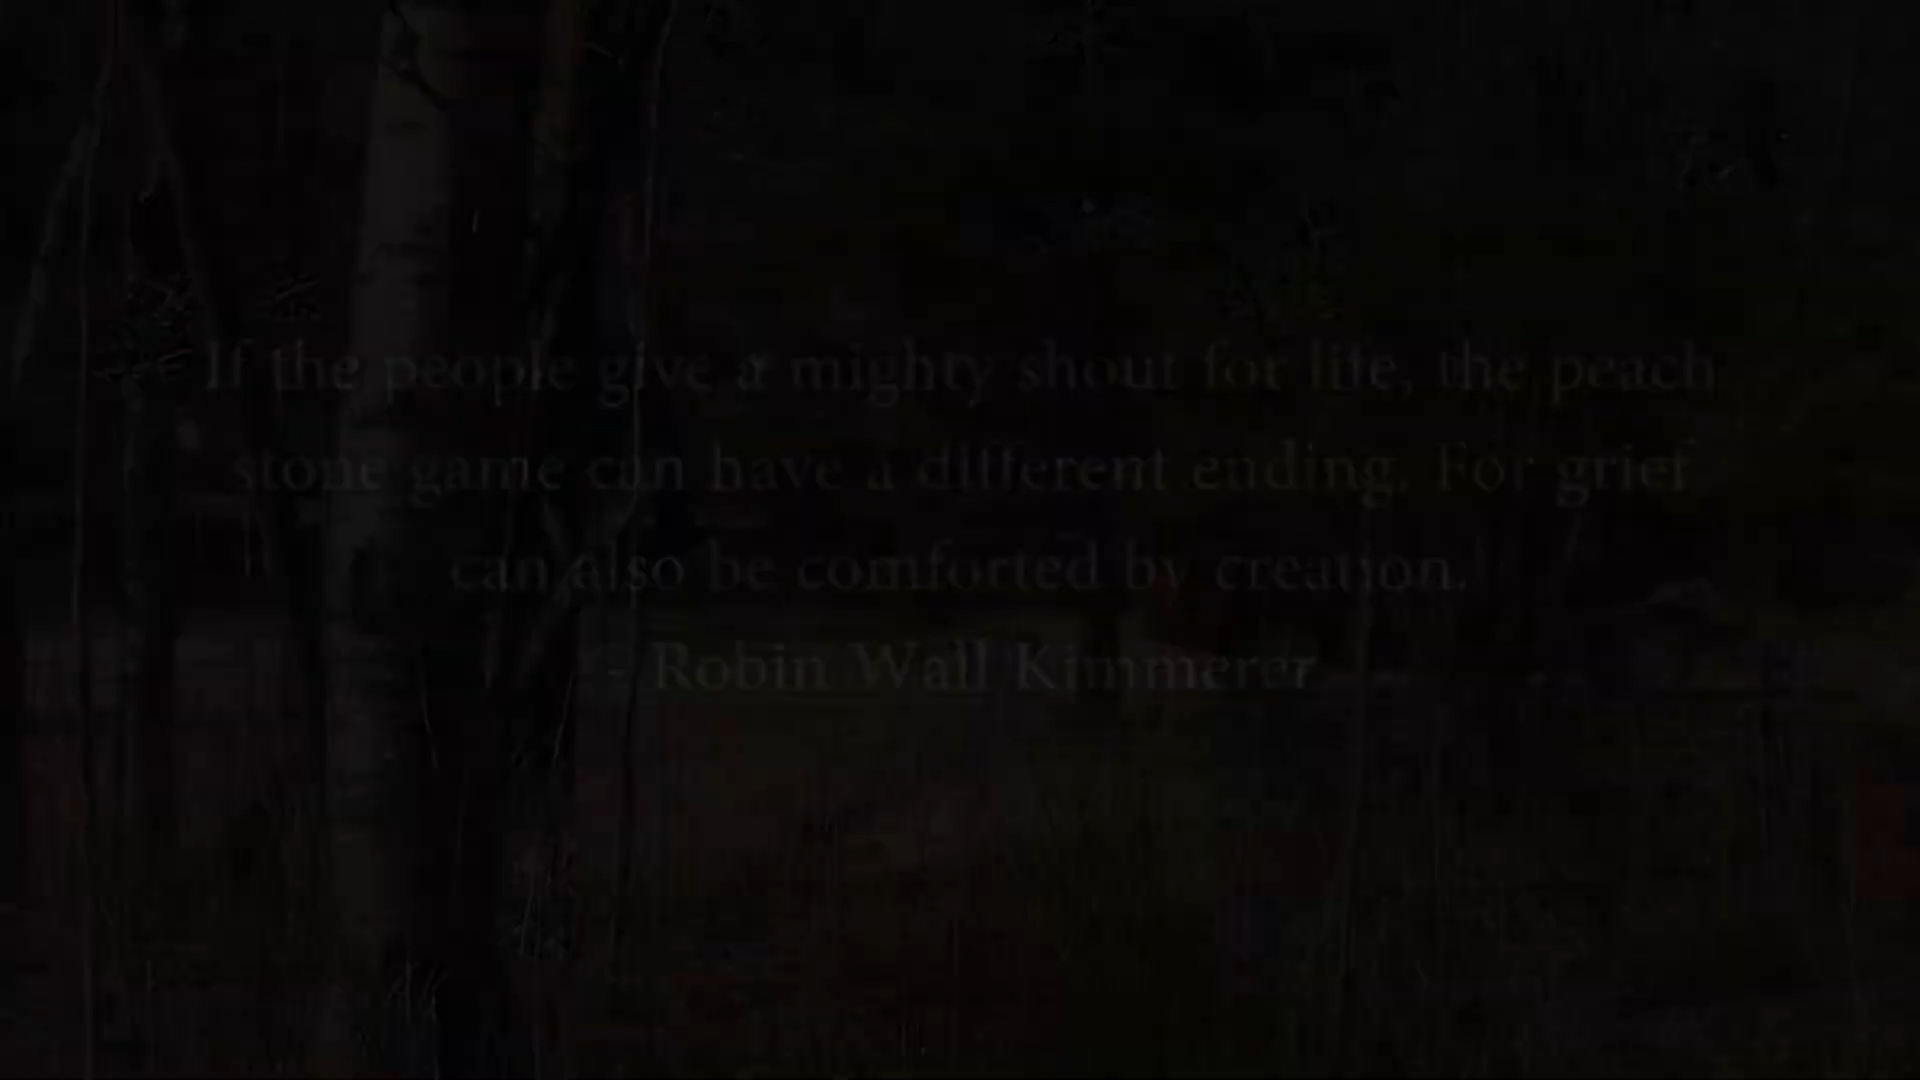 If the people give a mighty shout for life, the peach
stone game can have a different ending. For grief
can also be comforted by creation.
- Robin Wall Kimmerer